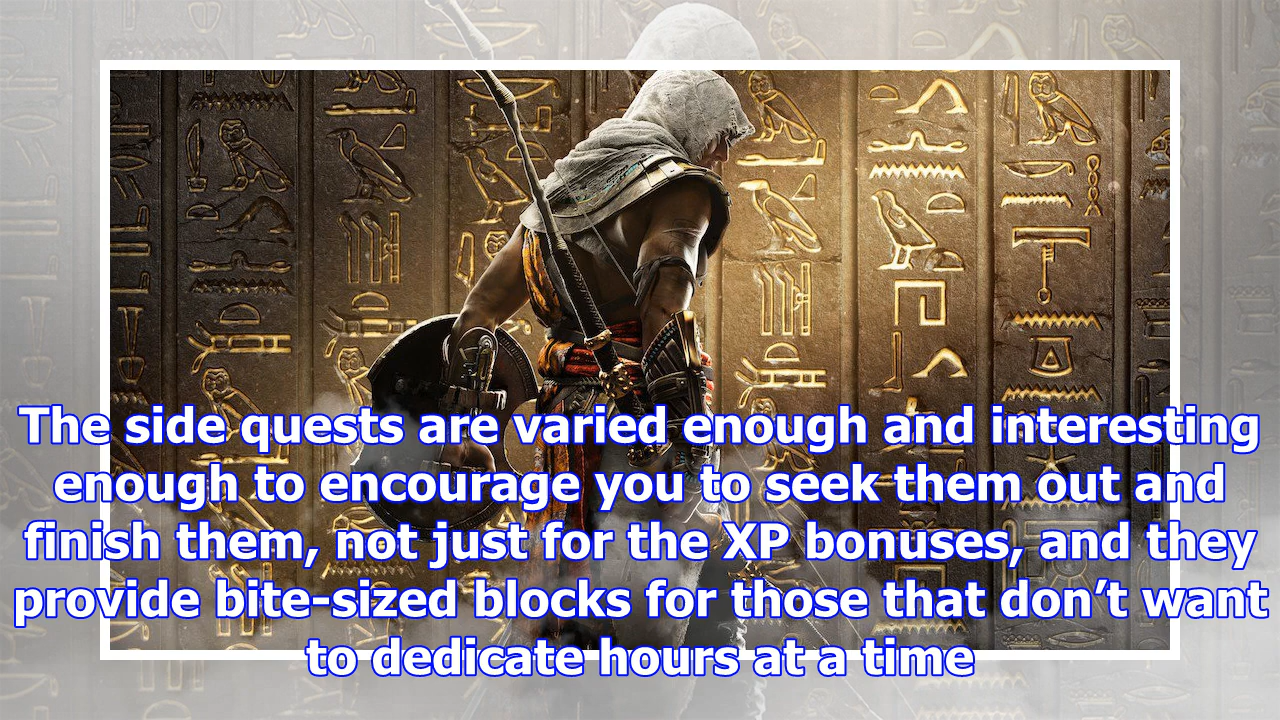 The side quests are varied enough and interesting
enough to encourage you to seek them out and
finish them, not just for the XP bonuses, and they
provide bite-sized blocks for those that don’t want
to dedicate hours at a time